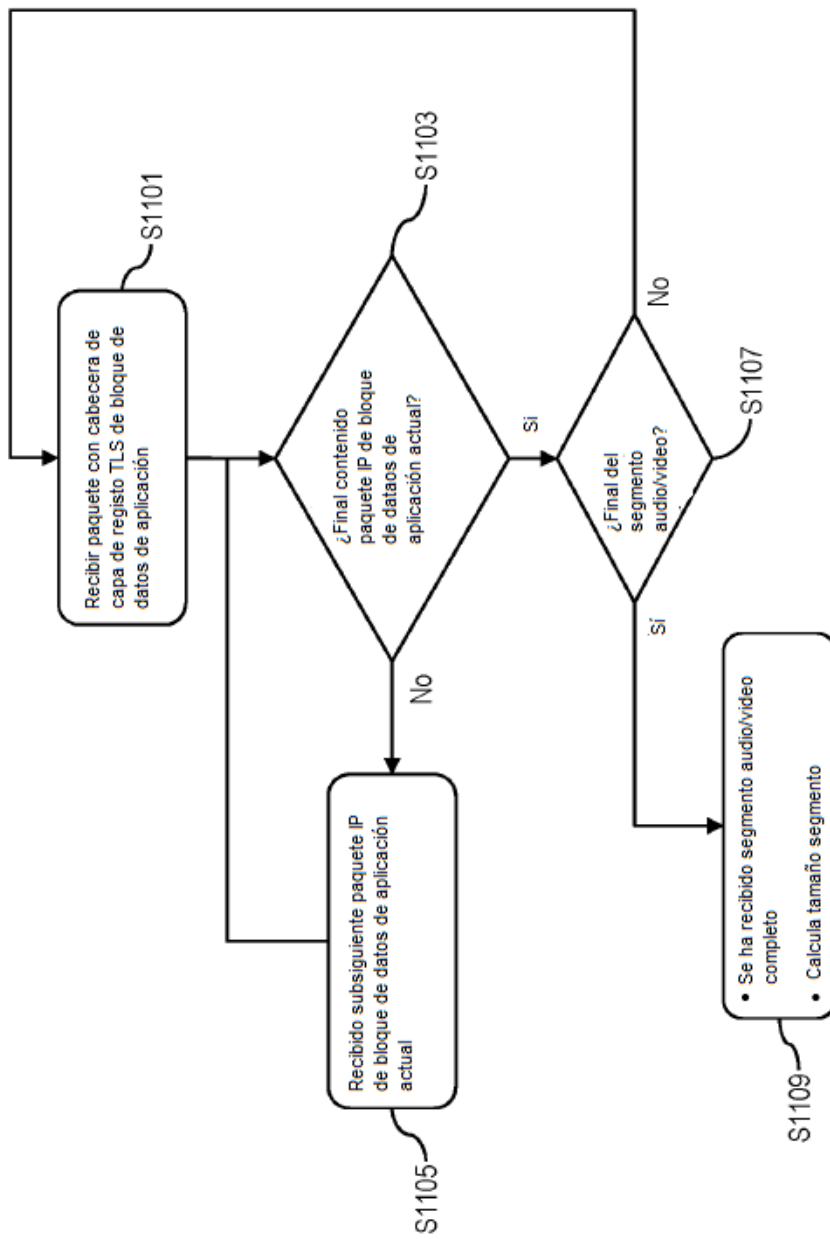 S1101
Recibir paquete con cabecera de
capa de registo TLS de bloque de
datos de aplicación
S1103
¿Final contenido
paquete IP de bloque
de dataos de
aplicación actual?
No
Si
S1105
Recibido subsiguiente paquete IP
de bloque de datos de aplicación
actual
S1107
¿Final del
segmento
audio/video?
No
Sí
S1109
• Se ha recibido segmento audio/video
completo
• Calcula tamaño segmento